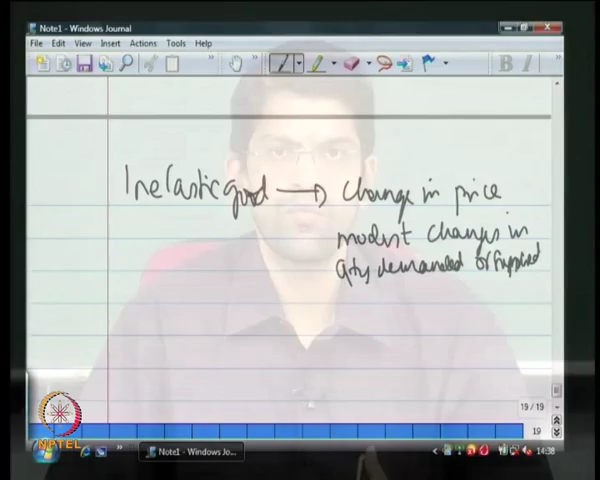 Note1 - Windows Journal
File Edit View Insert Actions Tools Help
B I
Inelastic good → change in price
modest changes in
Qty demanded or supplied
19 / 19
19
NPTEL
Note1 - Windows Jo...
14:38